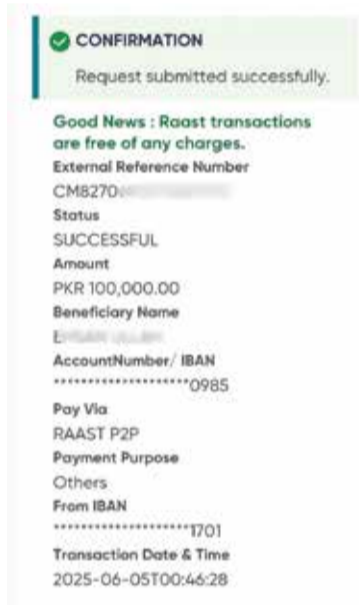 CONFIRMATION
Request submitted successfully.
Good News : Raast transactions
are free of any charges.
External Reference Number
CM8270
Status
SUCCESSFUL
Amount
PKR 100,000.00
Beneficiary Name
AccountNumber/ IBAN
********************0985
Pay Via
RAAST P2P
Payment Purpose
Others
From IBAN
********************1701
Transaction Date & Time
2025-06-05T00:46:28